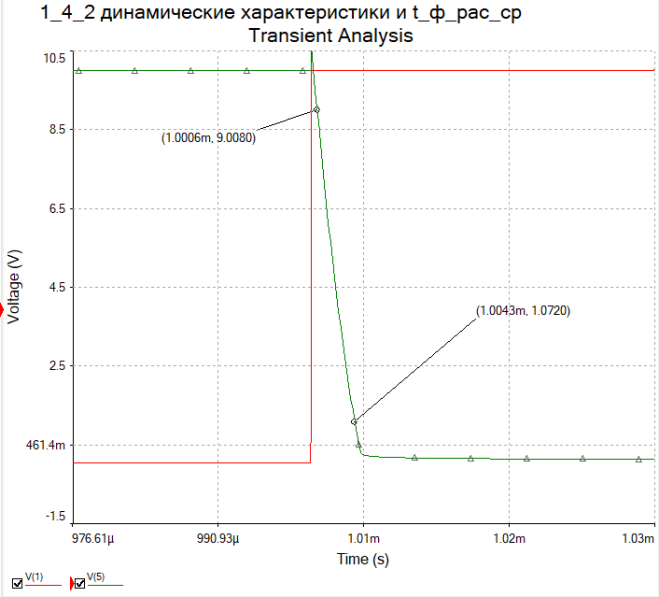 1_4_2 динамические характеристики и t_ф_рас_ср
Transient Analysis
10.5
8.5
6.5
4.5
2.5
461.4m
-1.5
Voltage (V)
(1.0006m, 9.0080)
(1.0043m, 1.0720)
976.61µ 990.93µ 1.01m 1.02m 1.03m
Time (s)
V(1) V(5)